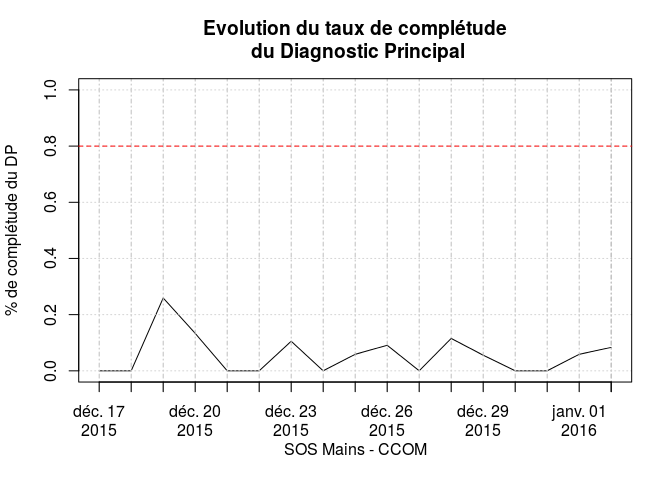 Evolution du taux de complétude
du Diagnostic Principal
% de complétude du DP
1.0
0.8
0.6
0.4
0.2
0.0
déc. 17 déc. 20 déc. 23 déc. 26 déc. 29 janv. 01
2015 2015 2015 2015 2015 2016
SOS Mains - CCOM